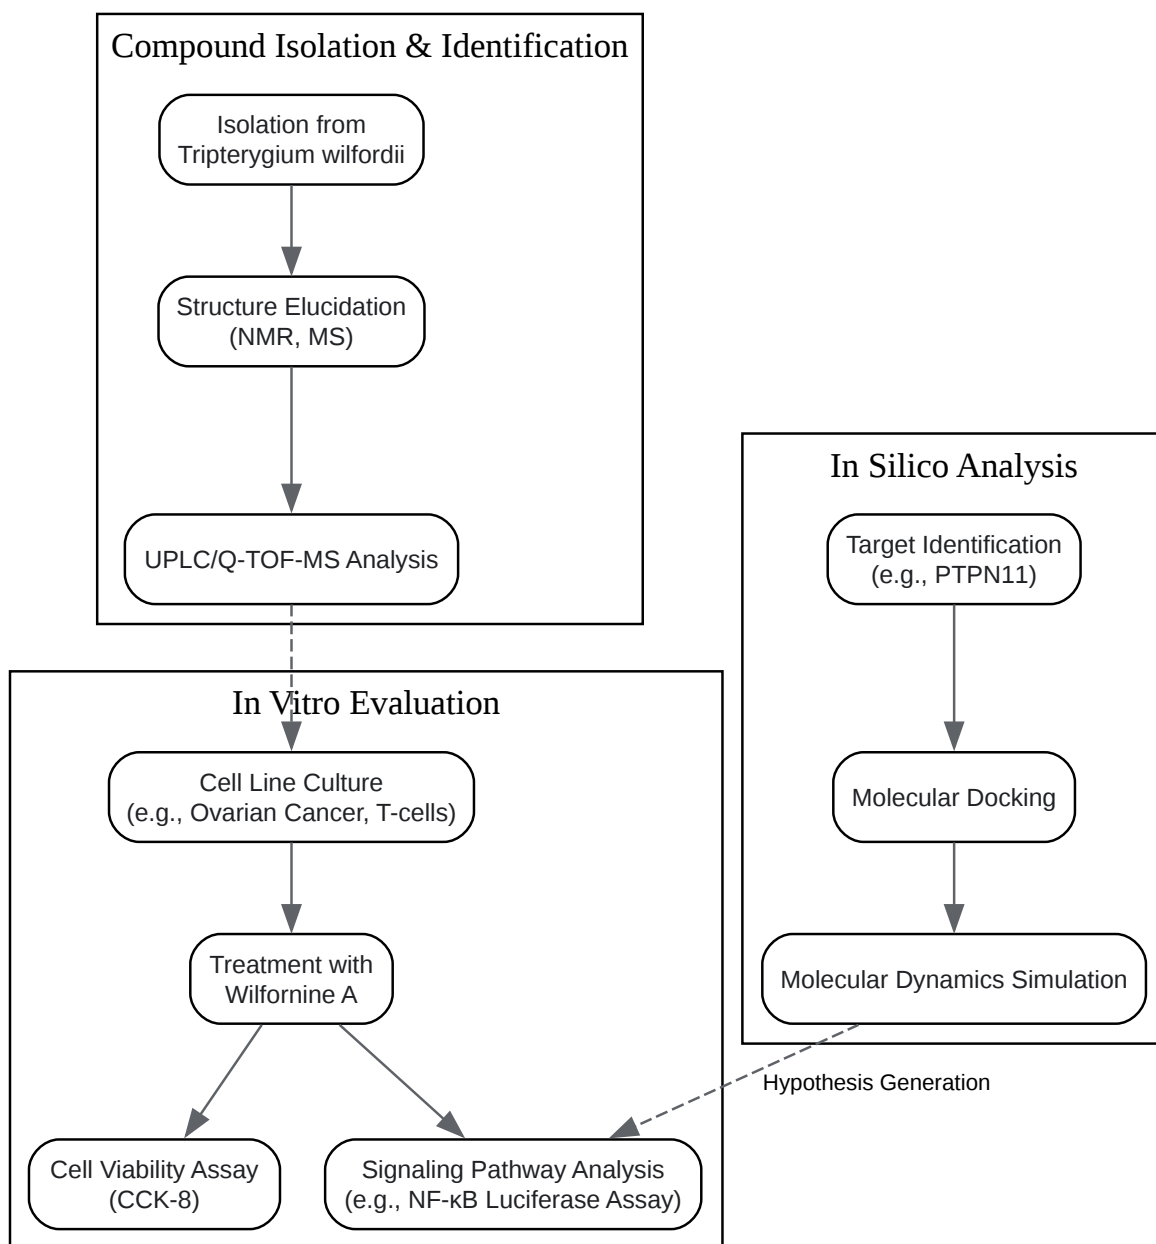 Compound Isolation & Identification
Isolation from
Tripterygium wilfordii
Structure Elucidation
(NMR, MS)
UPLC/Q-TOF-MS Analysis
In Silico Analysis
Target Identification
(e.g., PTPN11)
Molecular Docking
Molecular Dynamics Simulation
Hypothesis Generation
In Vitro Evaluation
Cell Line Culture
(e.g., Ovarian Cancer, T-cells)
Treatment with
Wilfornine A
Cell Viability Assay
(CCK-8)
Signaling Pathway Analysis
(e.g., NF-κB Luciferase Assay)